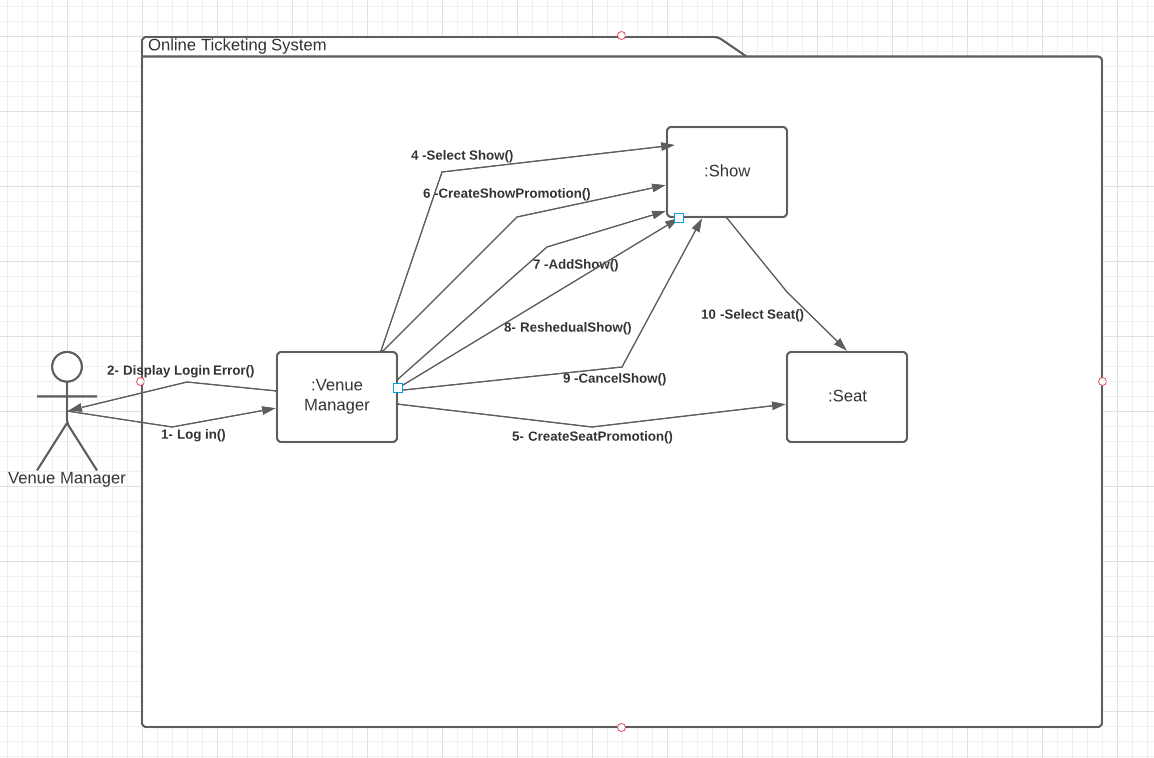 Online Ticketing System
4 -Select Show()
:Show
6 -CreateShowPromotion()
7 -AddShow()
8- ReshedualShow()
10 -Select Seat()
2- Display Login Error()
9 -CancelShow()
:Venue
Manager
:Seat
1- Log in()
5- CreateSeatPromotion()
Venue Manager